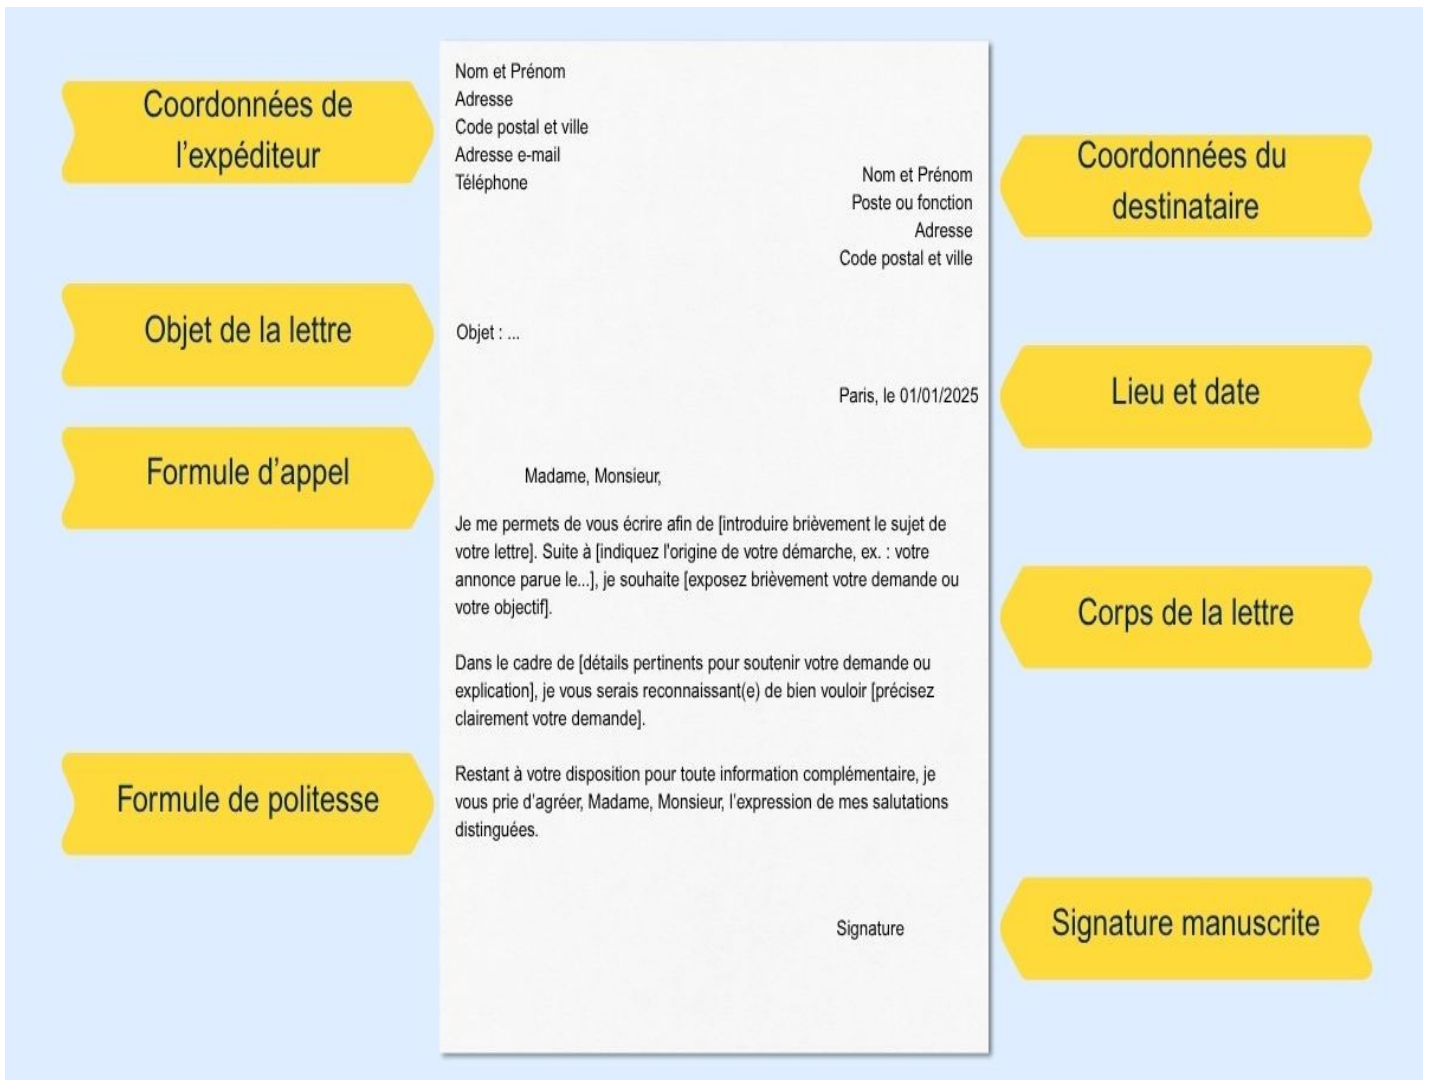 Coordonnées de
l'expéditeur
Nom et Prénom
Adresse
Code postal et ville
Adresse e-mail
Téléphone
Coordonnées du
destinataire
Nom et Prénom
Poste ou fonction
Adresse
Code postal et ville
Objet de la lettre
Objet : ...
Lieu et date
Paris, le 01/01/2025
Formule d'appel
Madame, Monsieur,
Je me permets de vous écrire afin de [introduire brièvement le sujet de
votre lettre]. Suite à [indiquez l'origine de votre démarche, ex. : votre
annonce parue le...], je souhaite [exposez brièvement votre demande ou
votre objectif].
Corps de la lettre
Dans le cadre de [détails pertinents pour soutenir votre demande ou
explication], je vous serais reconnaissant(e) de bien vouloir [précisez
clairement votre demande].
Formule de politesse
Restant à votre disposition pour toute information complémentaire, je
vous prie d'agréer, Madame, Monsieur, l'expression de mes salutations
distinguées.
Signature
Signature manuscrite